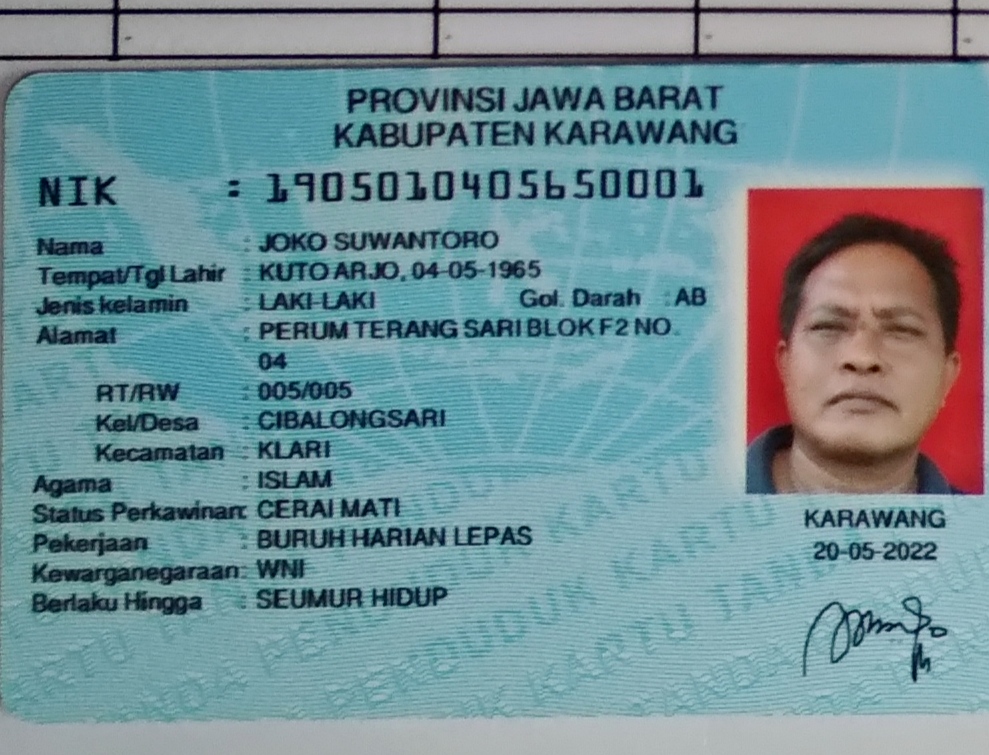 PROVINSI JAWA BARAT
KABUPATEN KARAWANG
NIK : 1905010405650001
Nama : JOKO SUWANTORO
Tempat/Tgl Lahir : KUTO ARJO, 04-05-1965
Jenis kelamin : LAKI-LAKI Gol. Darah : AB
Alamat : PERUM TERANG SARI BLOK F2 NO.
04
RT/RW : 005/005
Kel/Desa : CIBALONGSARI
Kecamatan : KLARI
Agama : ISLAM
Status Perkawinan: CERAI MATI
Pekerjaan : BURUH HARIAN LEPAS
Kewarganegaraan: WNI
Berlaku Hingga : SEUMUR HIDUP
KARAWANG
20-05-2022